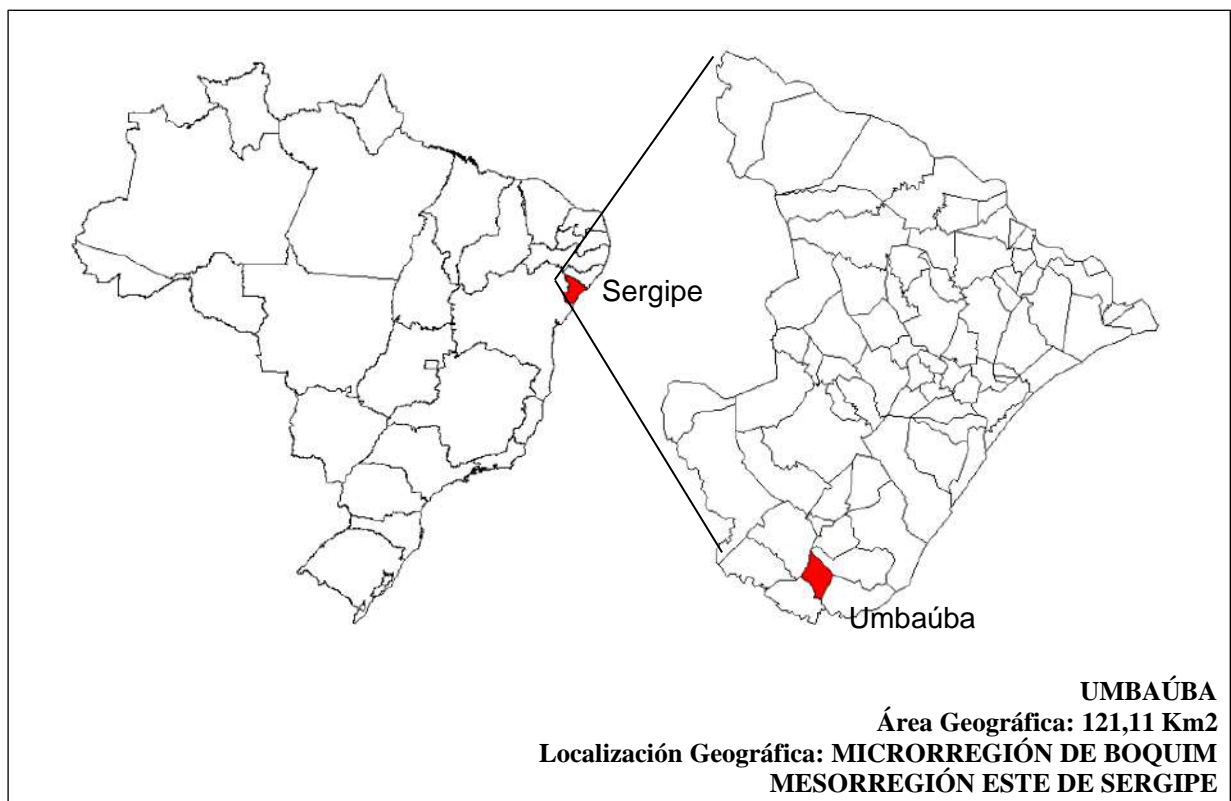 Sergipe
Umbaúba
UMBAÚBA
Área Geográfica: 121,11 Km2
Localización Geográfica: MICRORREGIÓN DE BOQUIM
MESORREGIÓN ESTE DE SERGIPE